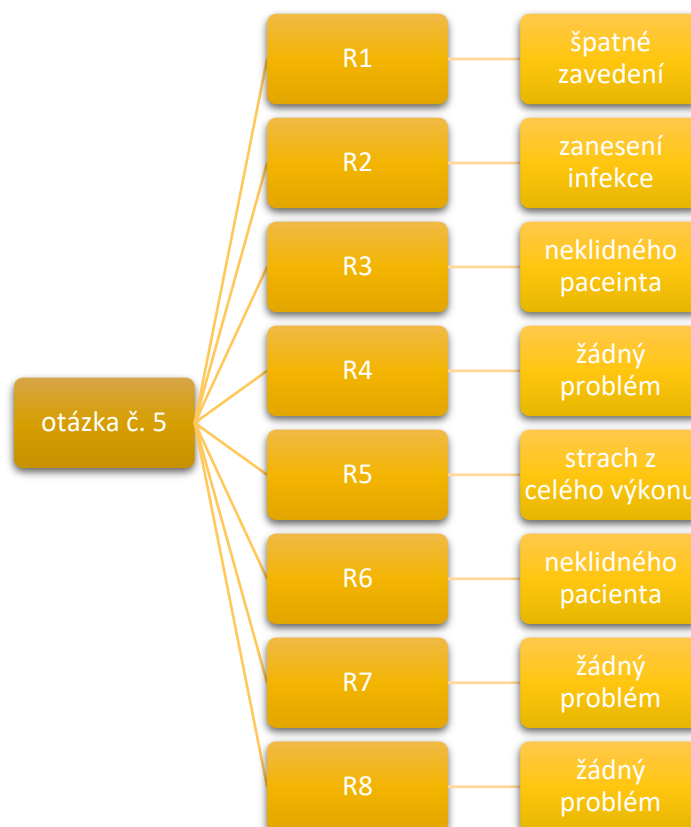 otázka č. 5
R1
špatné
zavedení
R2
zanesení
infekce
R3
neklidného
paceinta
R4
žádný
problém
R5
strach z
celého výkonu
R6
neklidného
pacienta
R7
žádný
problém
R8
žádný
problém